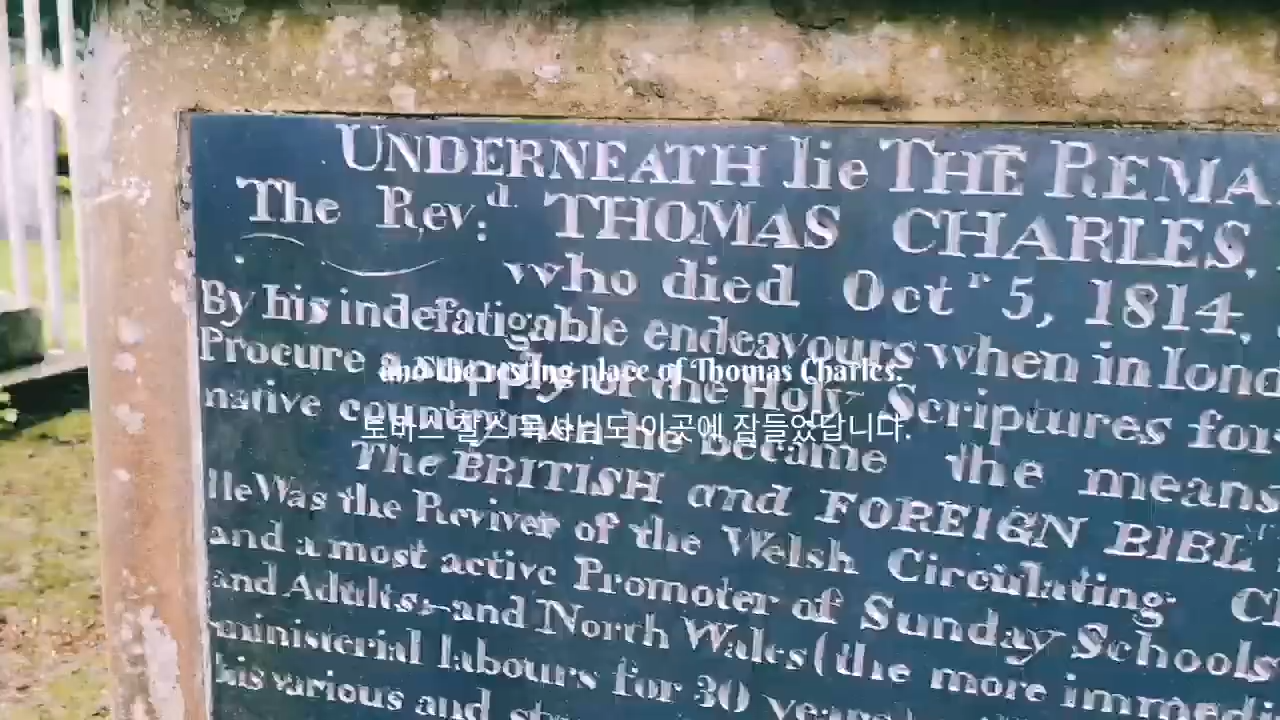 UNDERNEATH lie THE REMA
The Rev:d. THOMAS CHARLES,
who died Octr 5, 1814,
By his indefatigable endeavours when in lond
Procure a supply of the Holy Scriptures for
and the resting place of Thomas Charles.
native countrymen he became the means
토마스 찰스 목사님도 이곳에 잠들었답니다.
The BRITISH and FOREIGN BIBL
He Was the Reviver of the Welsh Circulating
and a most active Promoter of Sunday Schools
and Adults and North Wales (the more immedi
ministerial labours for 30 years
his various and